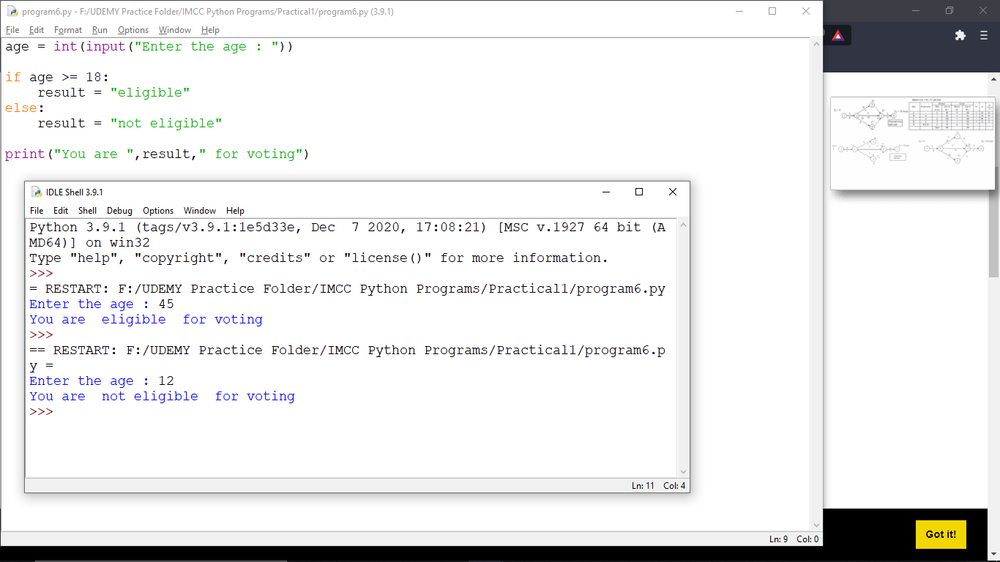 program6.py - F:/UDEMY Practice Folder/IMCC Python Programs/Practical1/program6.py (3.9.1)
File Edit Format Run Options Window Help
age = int(input("Enter the age : "))
if age >= 18:
    result = "eligible"
else:
    result = "not eligible"
print("You are ",result," for voting")
IDLE Shell 3.9.1
File Edit Shell Debug Options Window Help
Python 3.9.1 (tags/v3.9.1:1e5d33e, Dec  7 2020, 17:08:21) [MSC v.1927 64 bit (A
MD64)] on win32
Type "help", "copyright", "credits" or "license()" for more information.
>>>
= RESTART: F:/UDEMY Practice Folder/IMCC Python Programs/Practical1/program6.py
Enter the age : 45
You are  eligible  for voting
>>>
== RESTART: F:/UDEMY Practice Folder/IMCC Python Programs/Practical1/program6.p
y =
Enter the age : 12
You are  not eligible  for voting
>>>
Ln: 11 Col: 4
Ln: 9 Col: 0
Got it!